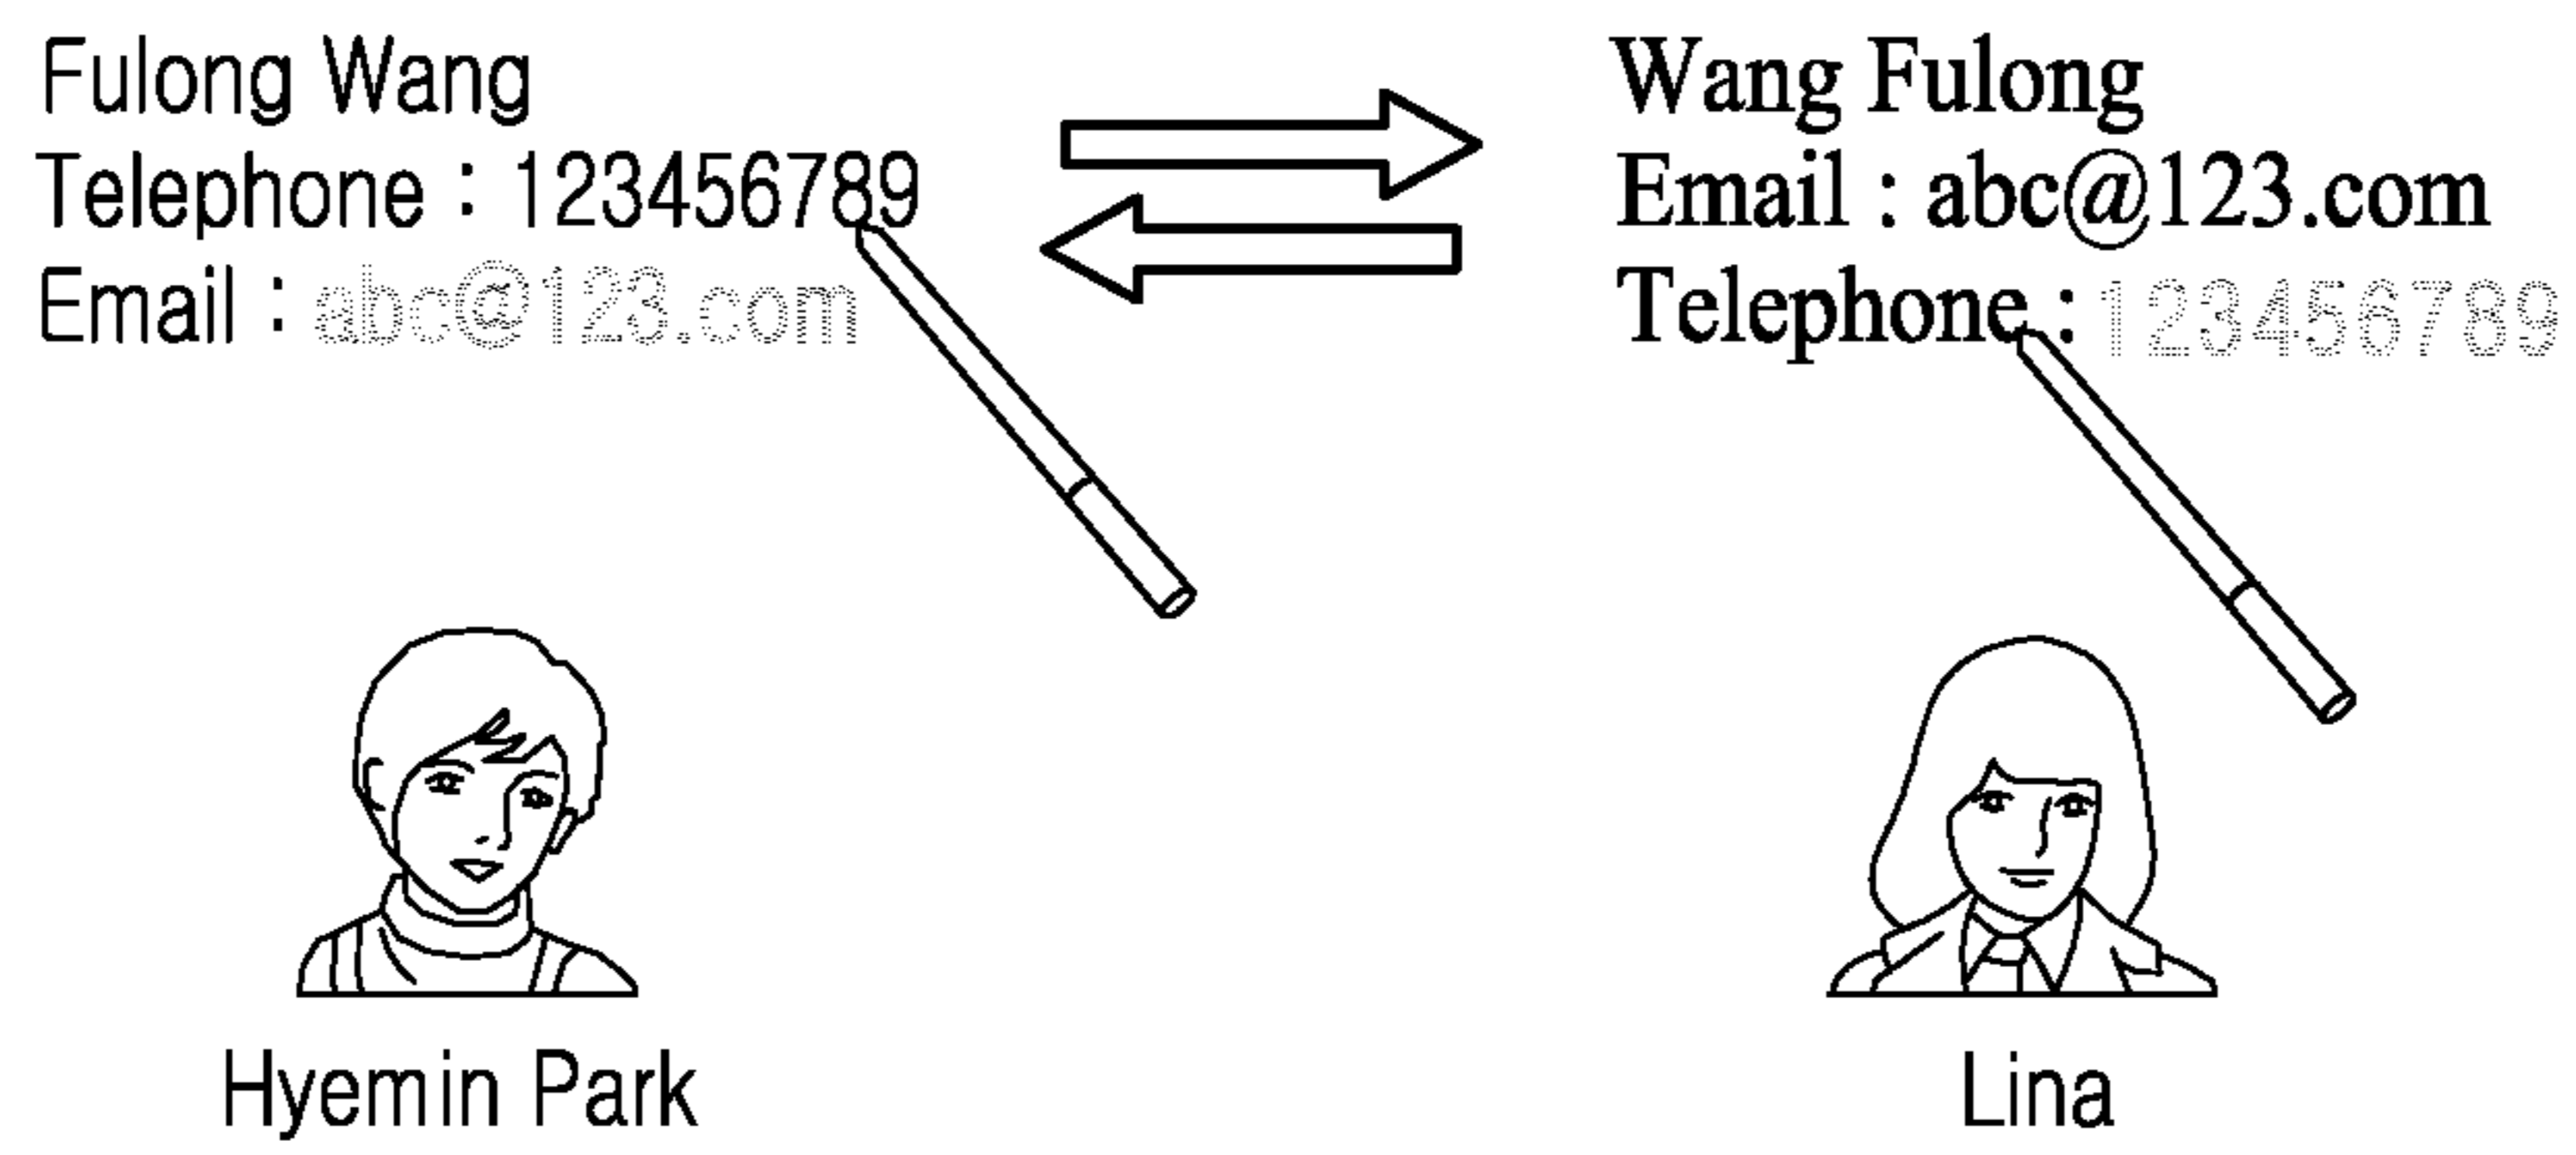 Fulong Wang
Telephone : 123456789
Email : abc@123.com
Wang Fulong
Email : abc@123.com
Telephone : 123456789
Hyemin Park
Lina